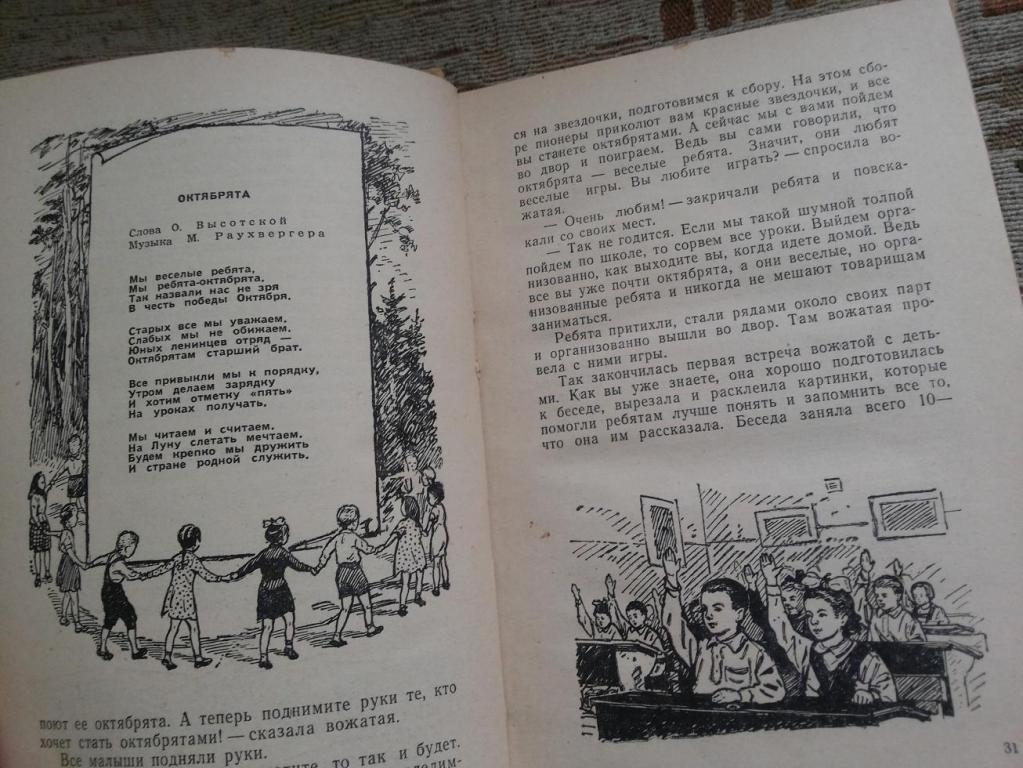 ОКТЯБРЯТА
Слова О. Высотской
Музыка М. Раухвергера
Мы веселые ребята,
Мы ребята-октябрята.
Так назвали нас не зря
В честь победы Октября.
Старых все мы уважаем.
Слабых мы не обижаем.
Юных ленинцев отряд —
Октябрятам старший брат.
Все привыкли мы к порядку,
Утром делаем зарядку
И хотим отметку «пять»
На уроках получать.
Мы читаем и считаем.
На Луну слетать мечтаем.
Будем крепко мы дружить
И стране родной служить.
поют ее октябрята. А теперь поднимите руки те, кто
хочет стать октябрятами! — сказала вожатая.
Все малыши подняли руки.
то так и будет.
ся на звездочки, подготовимся к сбору. На этом сбо-
ре пионеры приколют вам красные звездочки, и все
вы станете октябрятами. А сейчас мы с вами пойдем
во двор и поиграем. Ведь вы сами говорили, что
октябрята — веселые ребята. Значит, они любят
веселые игры. Вы любите играть? — спросила во-
жатая.
— Очень любим! — закричали ребята и повска-
кали со своих мест.
— Так не годится. Если мы такой шумной толпой
пойдем по школе, то сорвем все уроки. Выйдем орга-
низованно, как выходите вы, когда идете домой. Ведь
все вы уже почти октябрята, а они веселые, но орга-
низованные ребята и никогда не мешают товарищам
заниматься.
Ребята притихли, стали рядами около своих парт
и организованно вышли во двор. Там вожатая про-
вела с ними игры.
Так закончилась первая встреча вожатой с деть-
ми. Как вы уже знаете, она хорошо подготовилась
к беседе, вырезала и расклеила картинки, которые
помогли ребятам лучше понять и запомнить все то,
что она им рассказала. Беседа заняла всего 10—
31